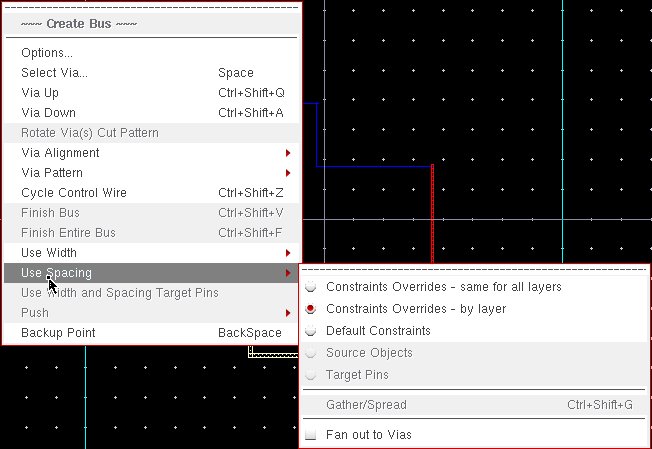 ~~~ Create Bus ~~~
Options...
Select Via... Space
Via Up Ctrl+Shift+Q
Via Down Ctrl+Shift+A
Rotate Via(s) Cut Pattern
Via Alignment
Via Pattern
Cycle Control Wire Ctrl+Shift+Z
Finish Bus Ctrl+Shift+V
Finish Entire Bus Ctrl+Shift+F
Use Width
Use Spacing
Use Width and Spacing Target Pins
Push
Backup Point BackSpace
Constraints Overrides - same for all layers
Constraints Overrides - by layer
Default Constraints
Source Objects
Target Pins
Gather/Spread Ctrl+Shift+G
Fan out to Vias